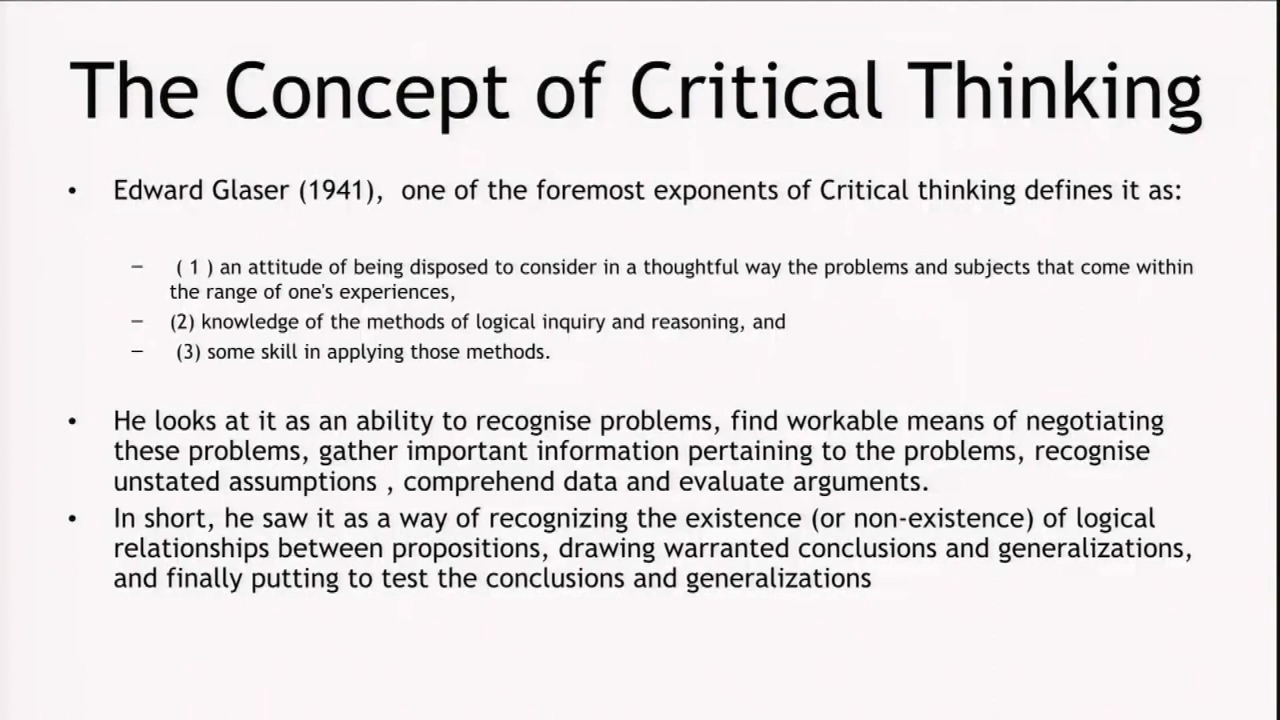 The Concept of Critical Thinking
• Edward Glaser (1941),  one of the foremost exponents of Critical thinking defines it as:
– ( 1 ) an attitude of being disposed to consider in a thoughtful way the problems and subjects that come within
the range of one's experiences,
– (2) knowledge of the methods of logical inquiry and reasoning, and
– (3) some skill in applying those methods.
• He looks at it as an ability to recognise problems, find workable means of negotiating
these problems, gather important information pertaining to the problems, recognise
unstated assumptions , comprehend data and evaluate arguments.
• In short, he saw it as a way of recognizing the existence (or non-existence) of logical
relationships between propositions, drawing warranted conclusions and generalizations,
and finally putting to test the conclusions and generalizations